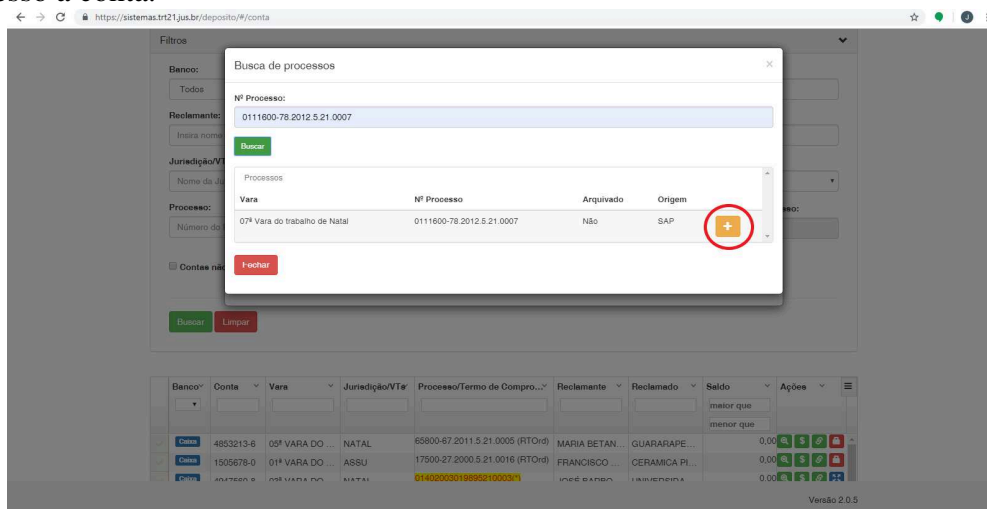 https://sistemas.trt21.jus.br/deposito/#/conta
Filtros
Busca de processos ×
Banco:
Todos
Nº Processo:
0111600-78.2012.5.21.0007
Reclamante:
Insira nome
Buscar
Jurisdição/VT
Nome da Ju
Processos
Vara Nº Processo Arquivado Origem
07ª Vara do trabalho de Natal 0111600-78.2012.5.21.0007 Não SAP +
Processo:
Número do
Fechar
Contas não
Buscar Limpar
Banco Conta Vara Jurisdição/VTs Processo/Termo de Compro... Reclamante Reclamado Saldo Ações
maior que
menor que
Caixa 4853213-6 05ª VARA DO ... NATAL 65800-67.2011.5.21.0005 (RTOrd) MARIA BETAN... GUARARAPE... 0,00
Caixa 1505678-0 01ª VARA DO ... ASSU 17500-27.2000.5.21.0016 (RTOrd) FRANCISCO ... CERAMICA PI... 0,00
Versão 2.0.5